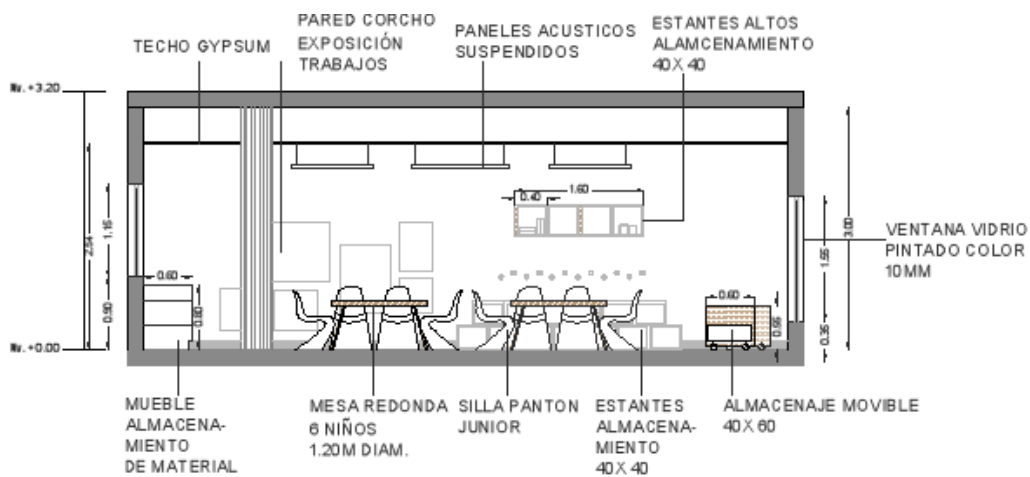 TECHO GYPSUM
PARED CORCHO
EXPOSICIÓN
TRABAJOS
PANELES ACUSTICOS
SUSPENDIDOS
ESTANTES ALTOS
ALAMCENAMIENTO
40 X 40
Nv. +3.20
1.60
0.40
2.54
1.15
3.00
1.55
VENTANA VIDRIO
PINTADO COLOR
10MM
0.60
0.90
0.80
0.60
0.55
0.35
Nv. +0.00
MUEBLE
ALMACENA-
MIENTO
DE MATERIAL
MESA REDONDA
6 NIÑOS
1.20M DIAM.
SILLA PANTON
JUNIOR
ESTANTES
ALMACENA-
MIENTO
40 X 40
ALMACENAJE MOVIBLE
40 X 60